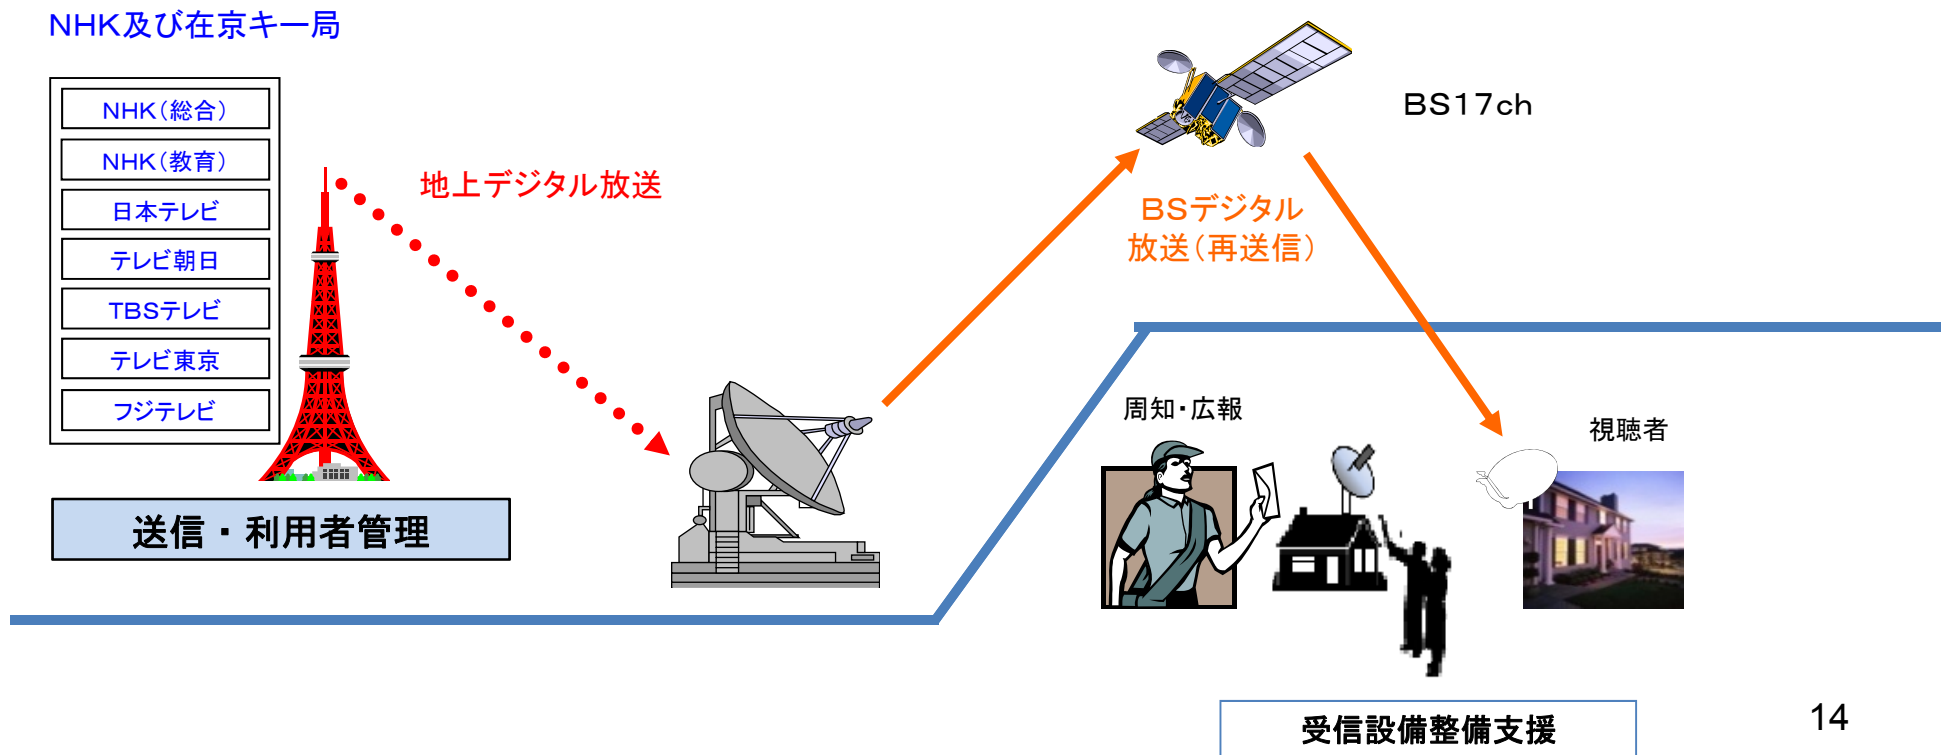 NHK及び在京キー局
NHK(総合)
NHK(教育)
日本テレビ
テレビ朝日
TBSテレビ
テレビ東京
フジテレビ
地上デジタル放送
BS17ch
BSデジタル
放送(再送信)
送信・利用者管理
周知・広報
視聴者
受信設備整備支援
14